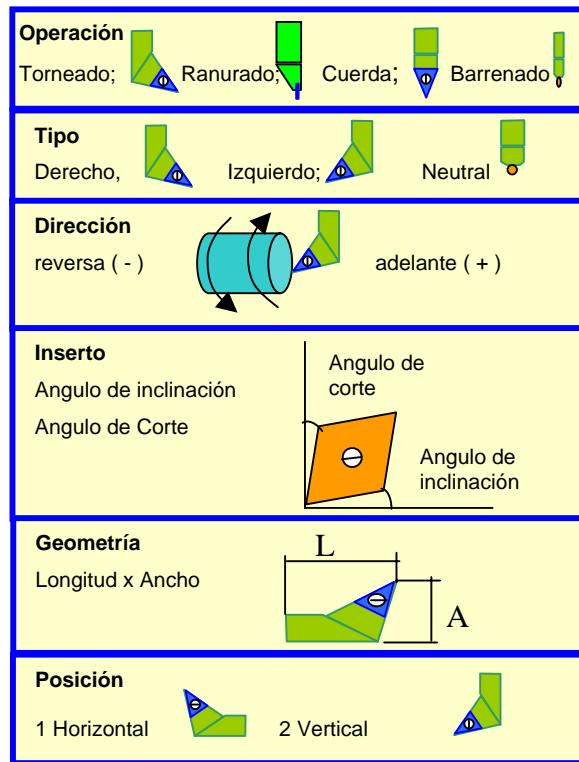 Operación
Torneado; Ranurado; Cuerda; Barrenado
Tipo
Derecho, Izquierdo; Neutral
Dirección
reversa ( - ) adelante ( + )
Inserto
Angulo de inclinación
Angulo de Corte
Angulo de
corte
Angulo de
inclinación
Geometría
Longitud x Ancho
L
A
Posición
1 Horizontal 2 Vertical